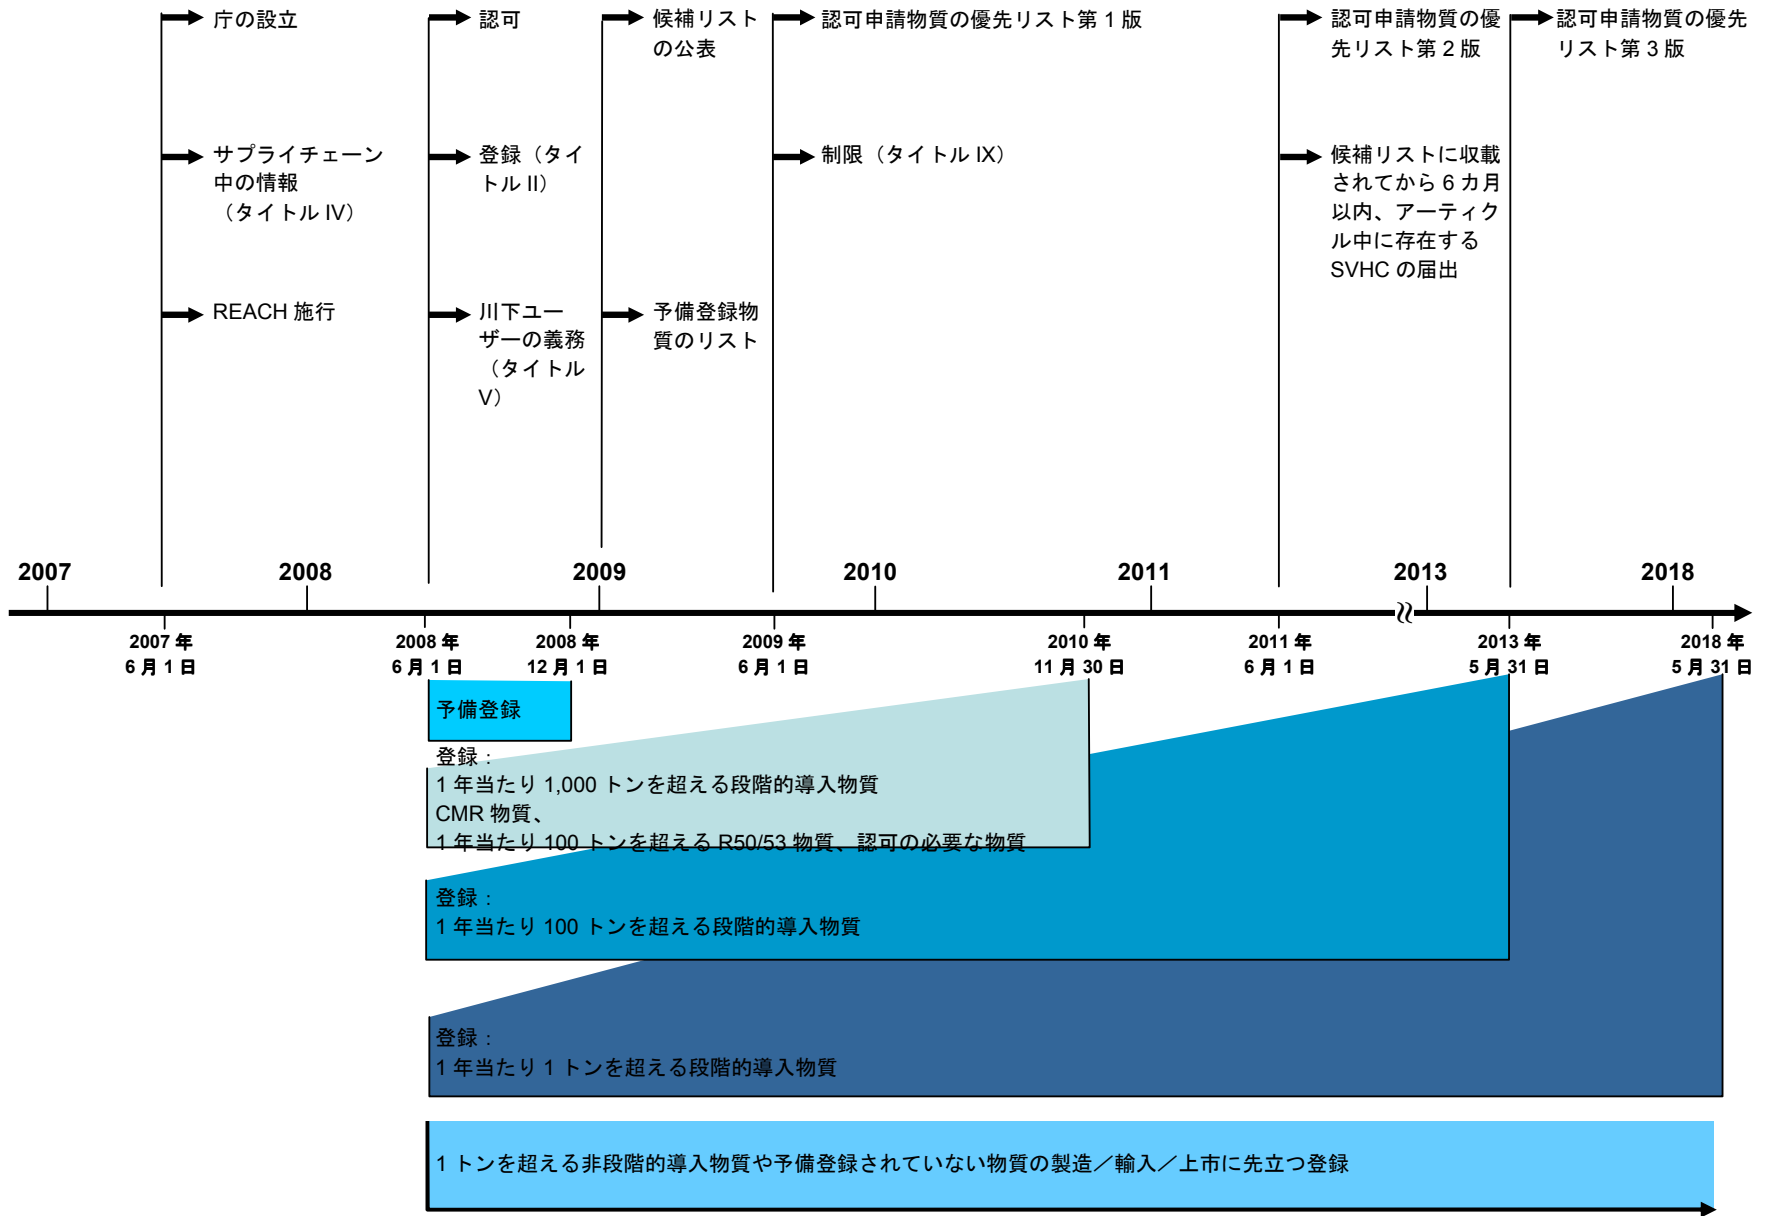 庁の設立
サプライチェーン
中の情報
（タイトル IV）
REACH 施行
認可
登録（タイ
トル II）
川下ユー
ザーの義務
（タイトル
V）
候補リスト
の公表
予備登録物
質のリスト
認可申請物質の優先リスト第 1 版
制限（タイトル IX）
認可申請物質の優
先リスト第 2 版
候補リストに収載
されてから 6 カ月
以内、アーティク
ル中に存在する
SVHC の届出
認可申請物質の優先
リスト第 3 版
2007
2008
2009
2010
2011
2013
2018
2007 年
6 月 1 日
2008 年
6 月 1 日
2008 年
12 月 1 日
2009 年
6 月 1 日
2010 年
11 月 30 日
2011 年
6 月 1 日
2013 年
5 月 31 日
2018 年
5 月 31 日
予備登録
登録：
1 年当たり 1,000 トンを超える段階的導入物質
CMR 物質、
1 年当たり 100 トンを超える R50/53 物質、認可の必要な物質
登録：
1 年当たり 100 トンを超える段階的導入物質
登録：
1 年当たり 1 トンを超える段階的導入物質
1 トンを超える非段階的導入物質や予備登録されていない物質の製造／輸入／上市に先立つ登録